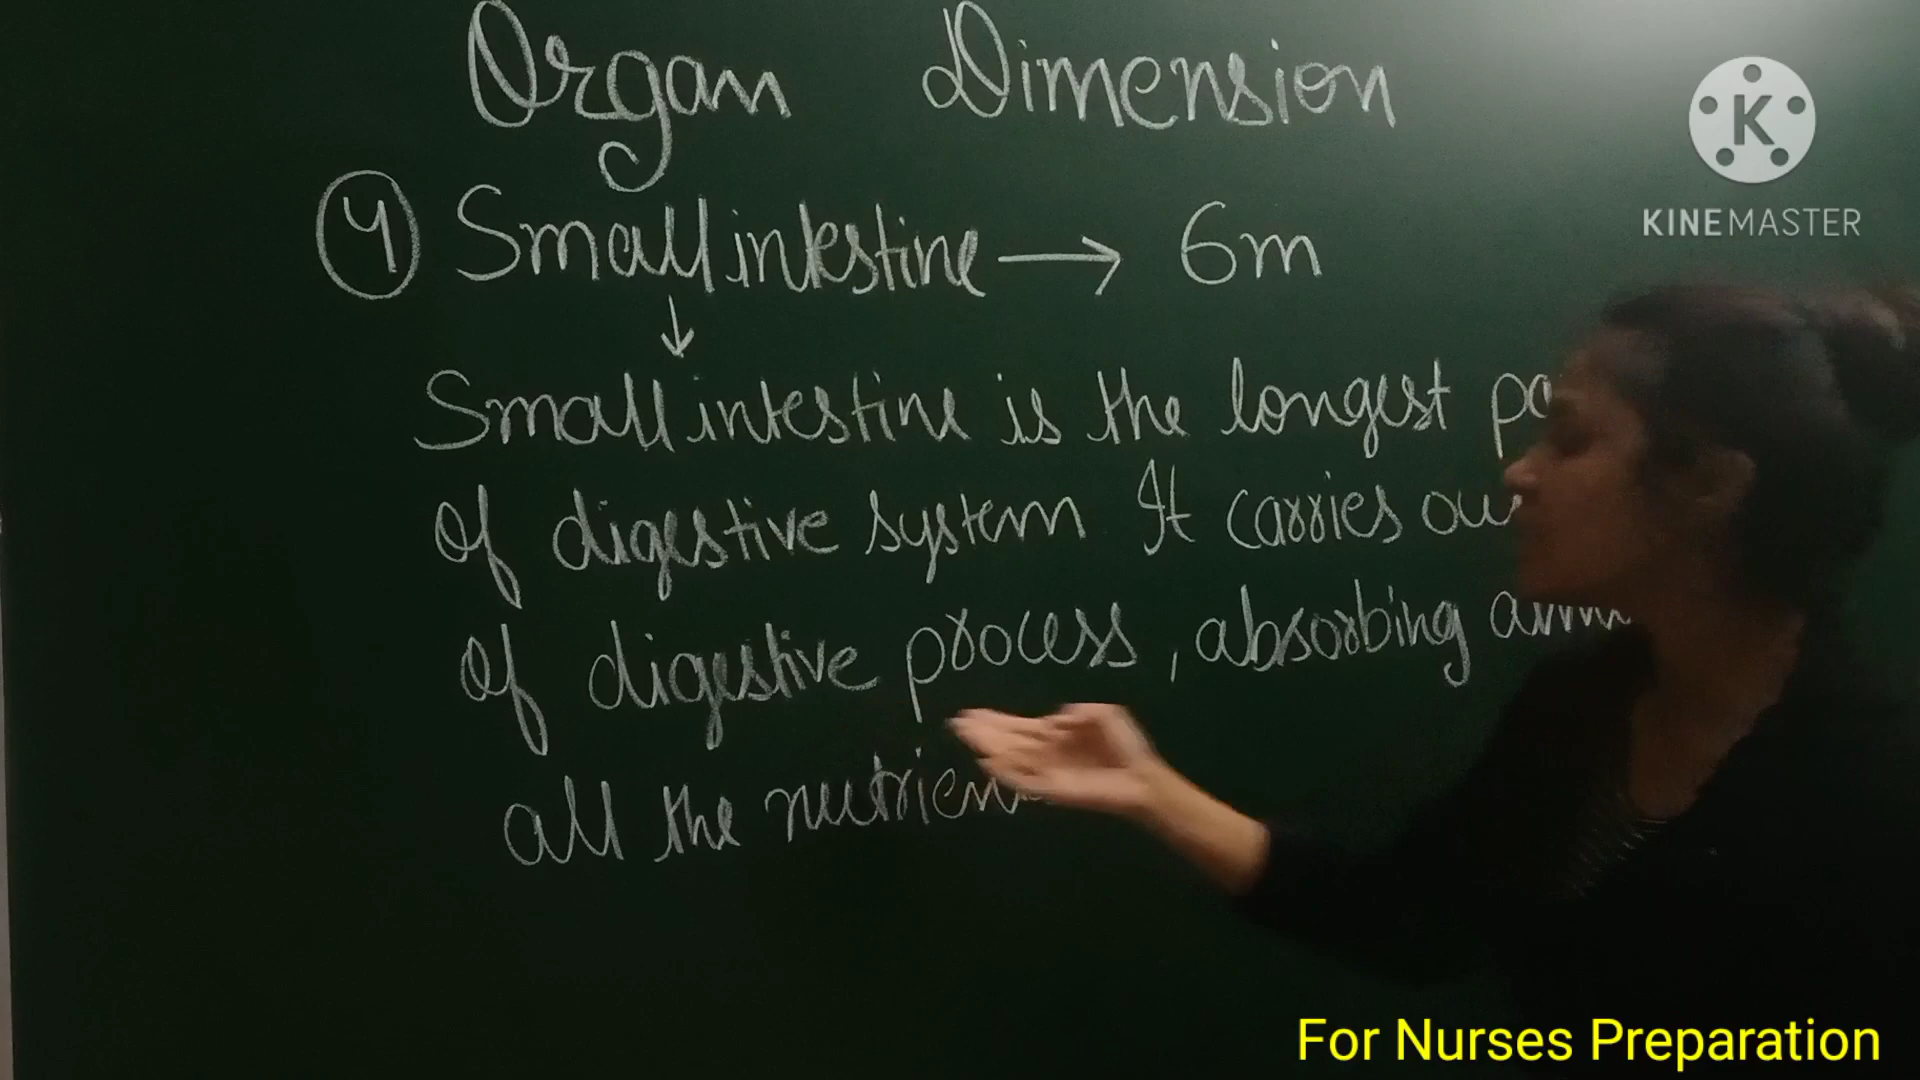 Organ Dimension
4 Small intestine → 6m
↓
Small intestine is the longest
of digestive system It carries
of digestive process, absorbing
all the
K
KINEMASTER
For Nurses Preparation